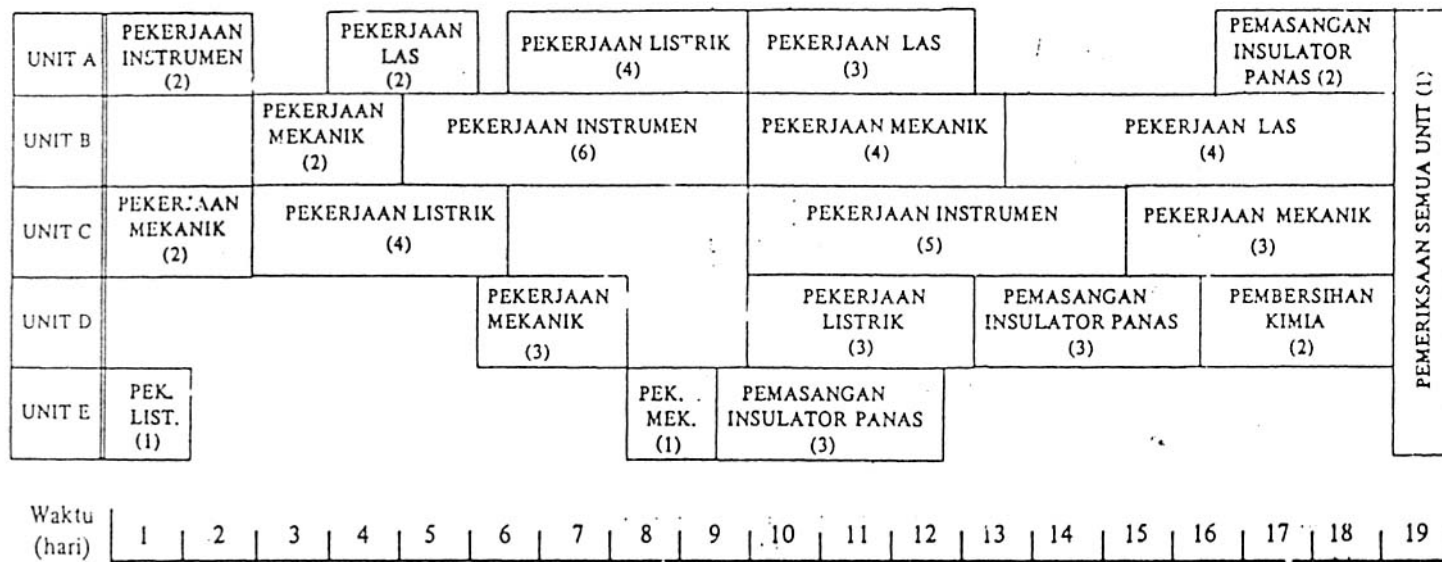 UNIT A
PEKERJAAN
INSTRUMEN
(2)
PEKERJAAN
LAS
(2)
PEKERJAAN LISTRIK
(4)
PEKERJAAN LAS
(3)
PEMASANGAN
INSULATOR
PANAS (2)
UNIT B
PEKERJAAN
MEKANIK
(2)
PEKERJAAN INSTRUMEN
(6)
PEKERJAAN MEKANIK
(4)
PEKERJAAN LAS
(4)
UNIT C
PEKERJAAN
MEKANIK
(2)
PEKERJAAN LISTRIK
(4)
PEKERJAAN INSTRUMEN
(5)
PEKERJAAN MEKANIK
(3)
UNIT D
PEKERJAAN
MEKANIK
(3)
PEKERJAAN
LISTRIK
(3)
PEMASANGAN
INSULATOR PANAS
(3)
PEMBERSIHAN
KIMIA
(2)
UNIT E
PEK.
LIST.
(1)
PEK.
MEK.
(1)
PEMASANGAN
INSULATOR PANAS
(3)
PEMERIKSAAN SEMUA UNIT (1)
Waktu
(hari)
1 2 3 4 5 6 7 8 9 10 11 12 13 14 15 16 17 18 19